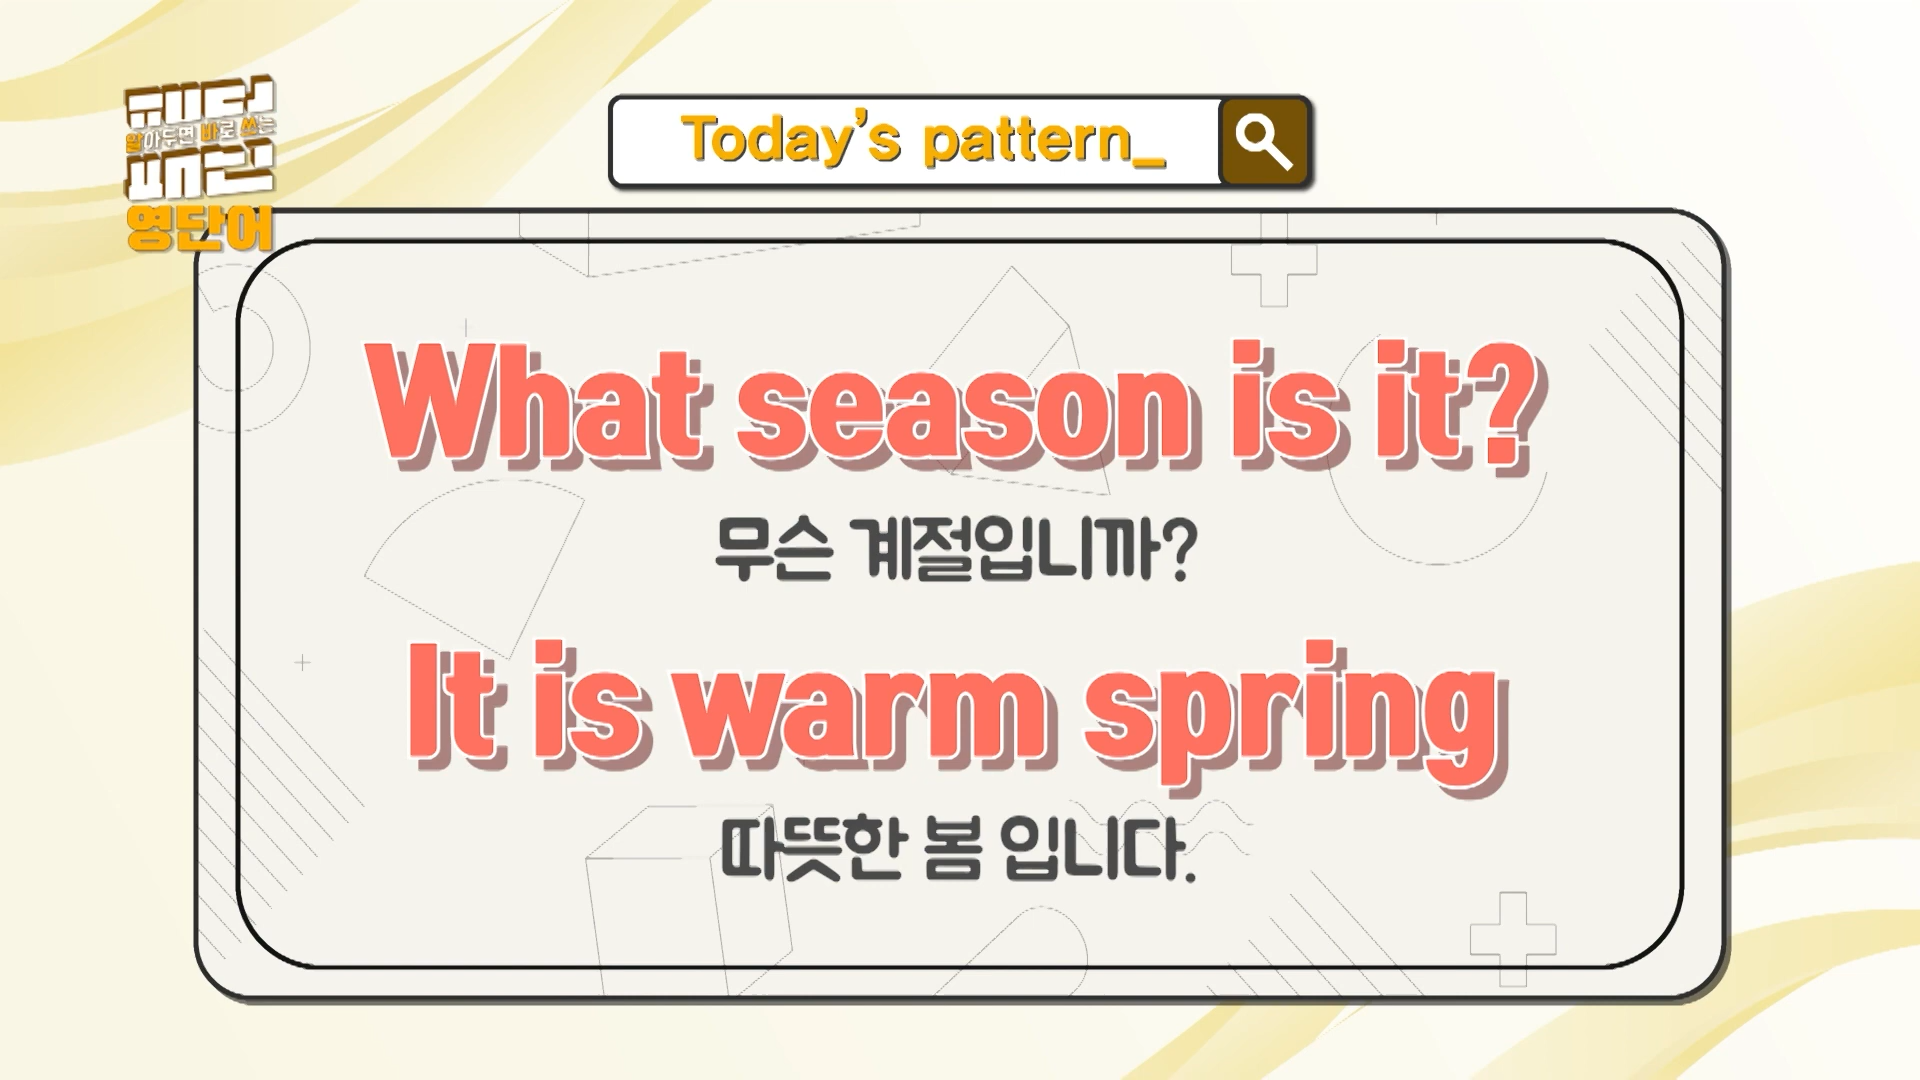 알아두면 바로 쓰는
패턴
영단어
Today's pattern_
What season is it?
무슨 계절입니까?
It is warm spring
따뜻한 봄 입니다.